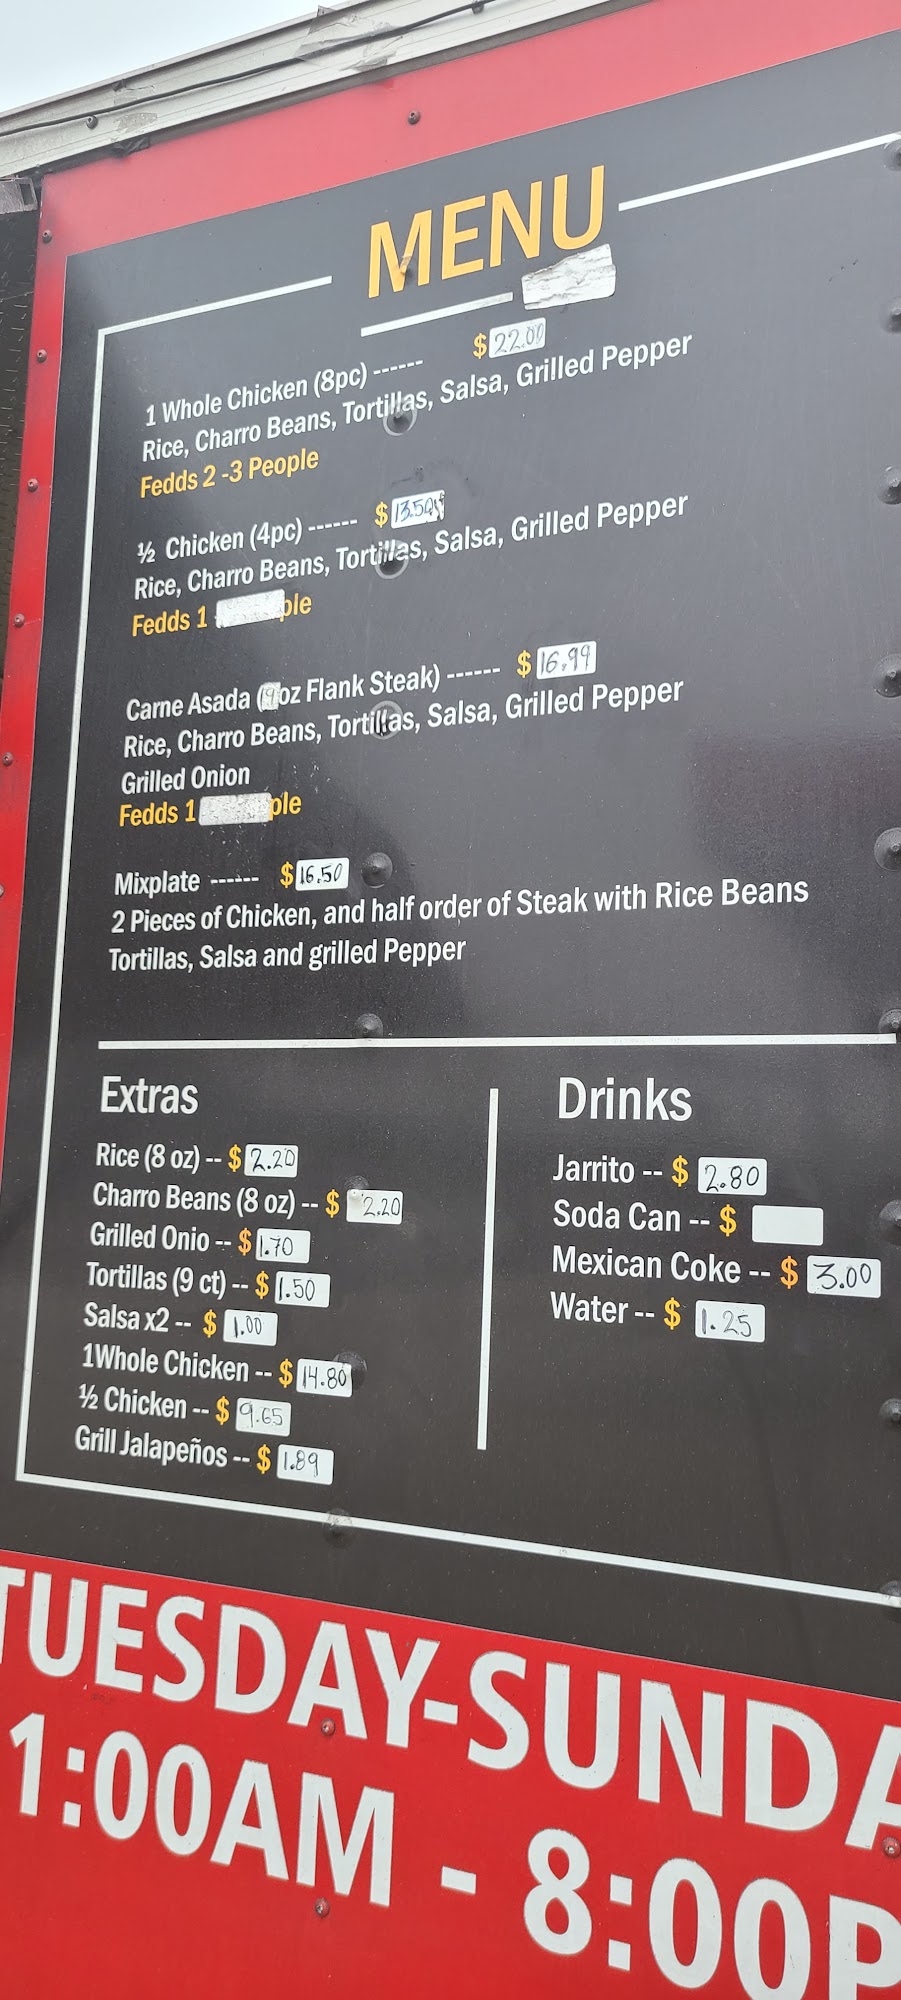 MENU
1 Whole Chicken (8pc) ------ $ 22.00
Rice, Charro Beans, Tortillas, Salsa, Grilled Pepper
Fedds 2 -3 People
½ Chicken (4pc) ------ $ 13.50
Rice, Charro Beans, Tortillas, Salsa, Grilled Pepper
Fedds 1 ple
Carne Asada ( oz Flank Steak) ------ $ 16.99
Rice, Charro Beans, Tortillas, Salsa, Grilled Pepper
Grilled Onion
Fedds 1 ple
Mixplate ------ $ 16.50
2 Pieces of Chicken, and half order of Steak with Rice Beans
Tortillas, Salsa and grilled Pepper
Extras
Rice (8 oz) -- $ 2.20
Charro Beans (8 oz) -- $ 2.20
Grilled Onio -- $ 1.70
Tortillas (9 ct) -- $ 1.50
Salsa x2 -- $ 1.00
1Whole Chicken -- $ 14.80
½ Chicken -- $ 9.65
Grill Jalapeños -- $ 1.89
Drinks
Jarrito -- $ 2.80
Soda Can -- $
Mexican Coke -- $ 3.00
Water -- $ 1.25
TUESDAY-SUNDA
1:00AM - 8:00P